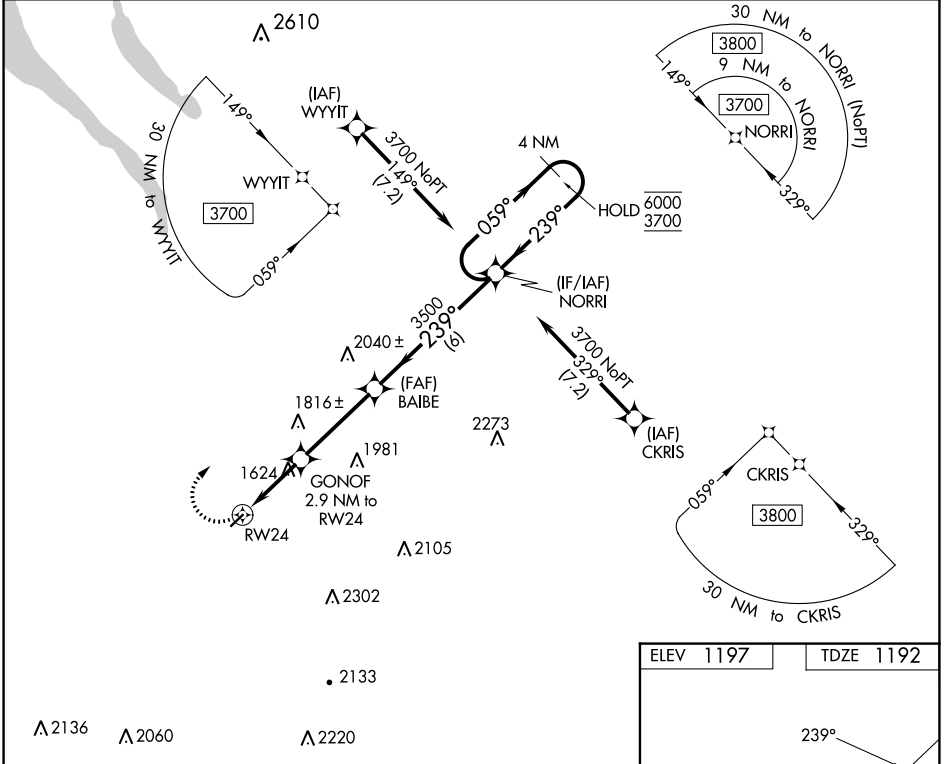 2610
(IAF)
WYYIT
3700 NoPT
149°
(7.2)
149°
30 NM to WYYIT
WYYIT
3700
059°
30 NM to NORRI (NoPT)
3800
9 NM to NORRI
3700
149°
NORRI
329°
4 NM
HOLD
6000
3700
059°
239°
(IF/IAF)
NORRI
3500
239°
(6)
2040 ±
(FAF)
BAIBE
3700 NoPT
329°
(7.2)
(IAF)
CKRIS
1816 ±
2273
1981
1624
GONOF
2.9 NM to
RW24
RW24
CKRIS
059°
3800
329°
30 NM to CKRIS
2105
2302
2133
2136
2060
2220
ELEV 1197
TDZE 1192
239°